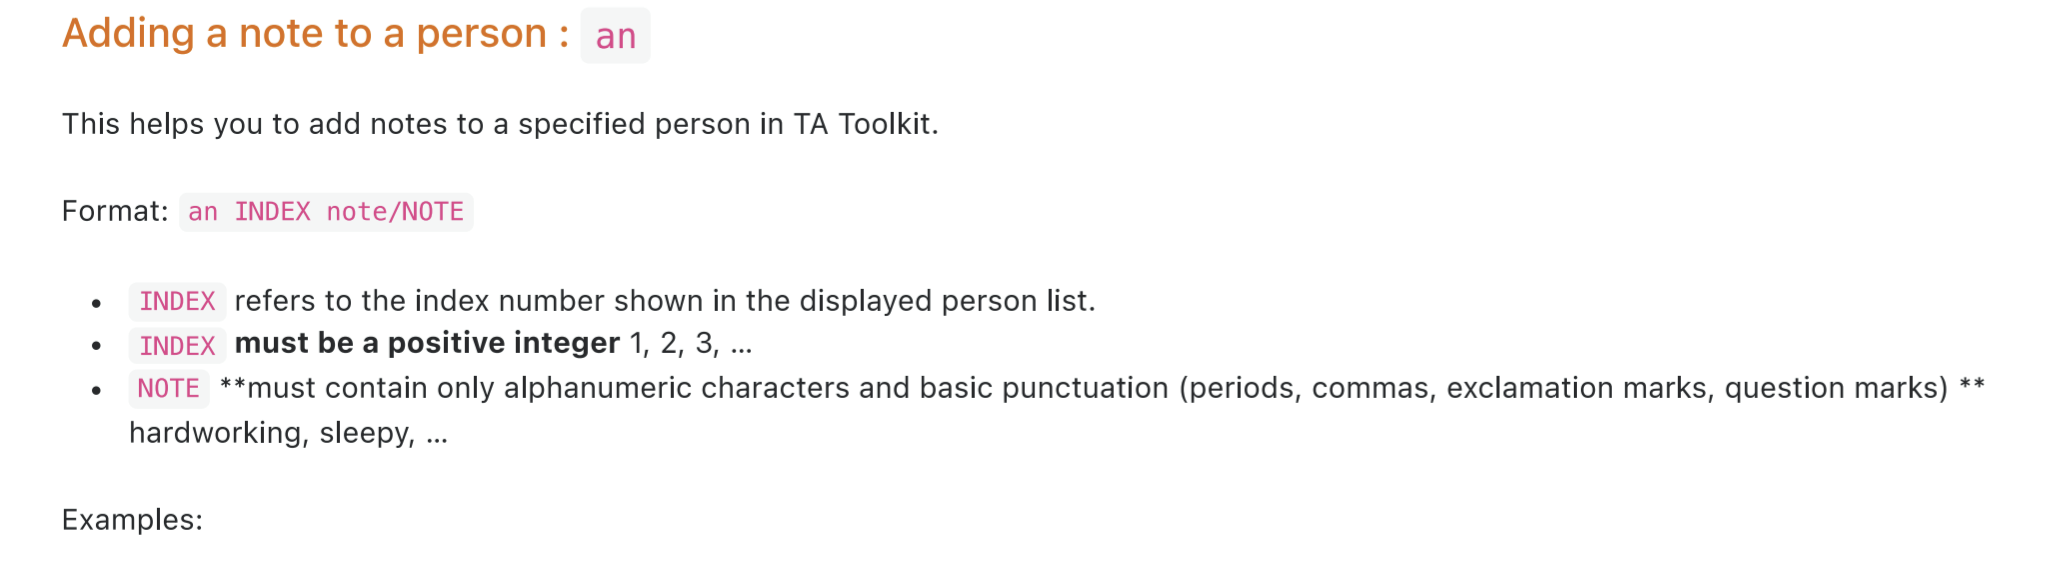 Adding a note to a person : an
This helps you to add notes to a specified person in TA Toolkit.
Format: an INDEX note/NOTE
• INDEX refers to the index number shown in the displayed person list.
• INDEX must be a positive integer 1, 2, 3, …
• NOTE **must contain only alphanumeric characters and basic punctuation (periods, commas, exclamation marks, question marks) **
hardworking, sleepy, …
Examples: